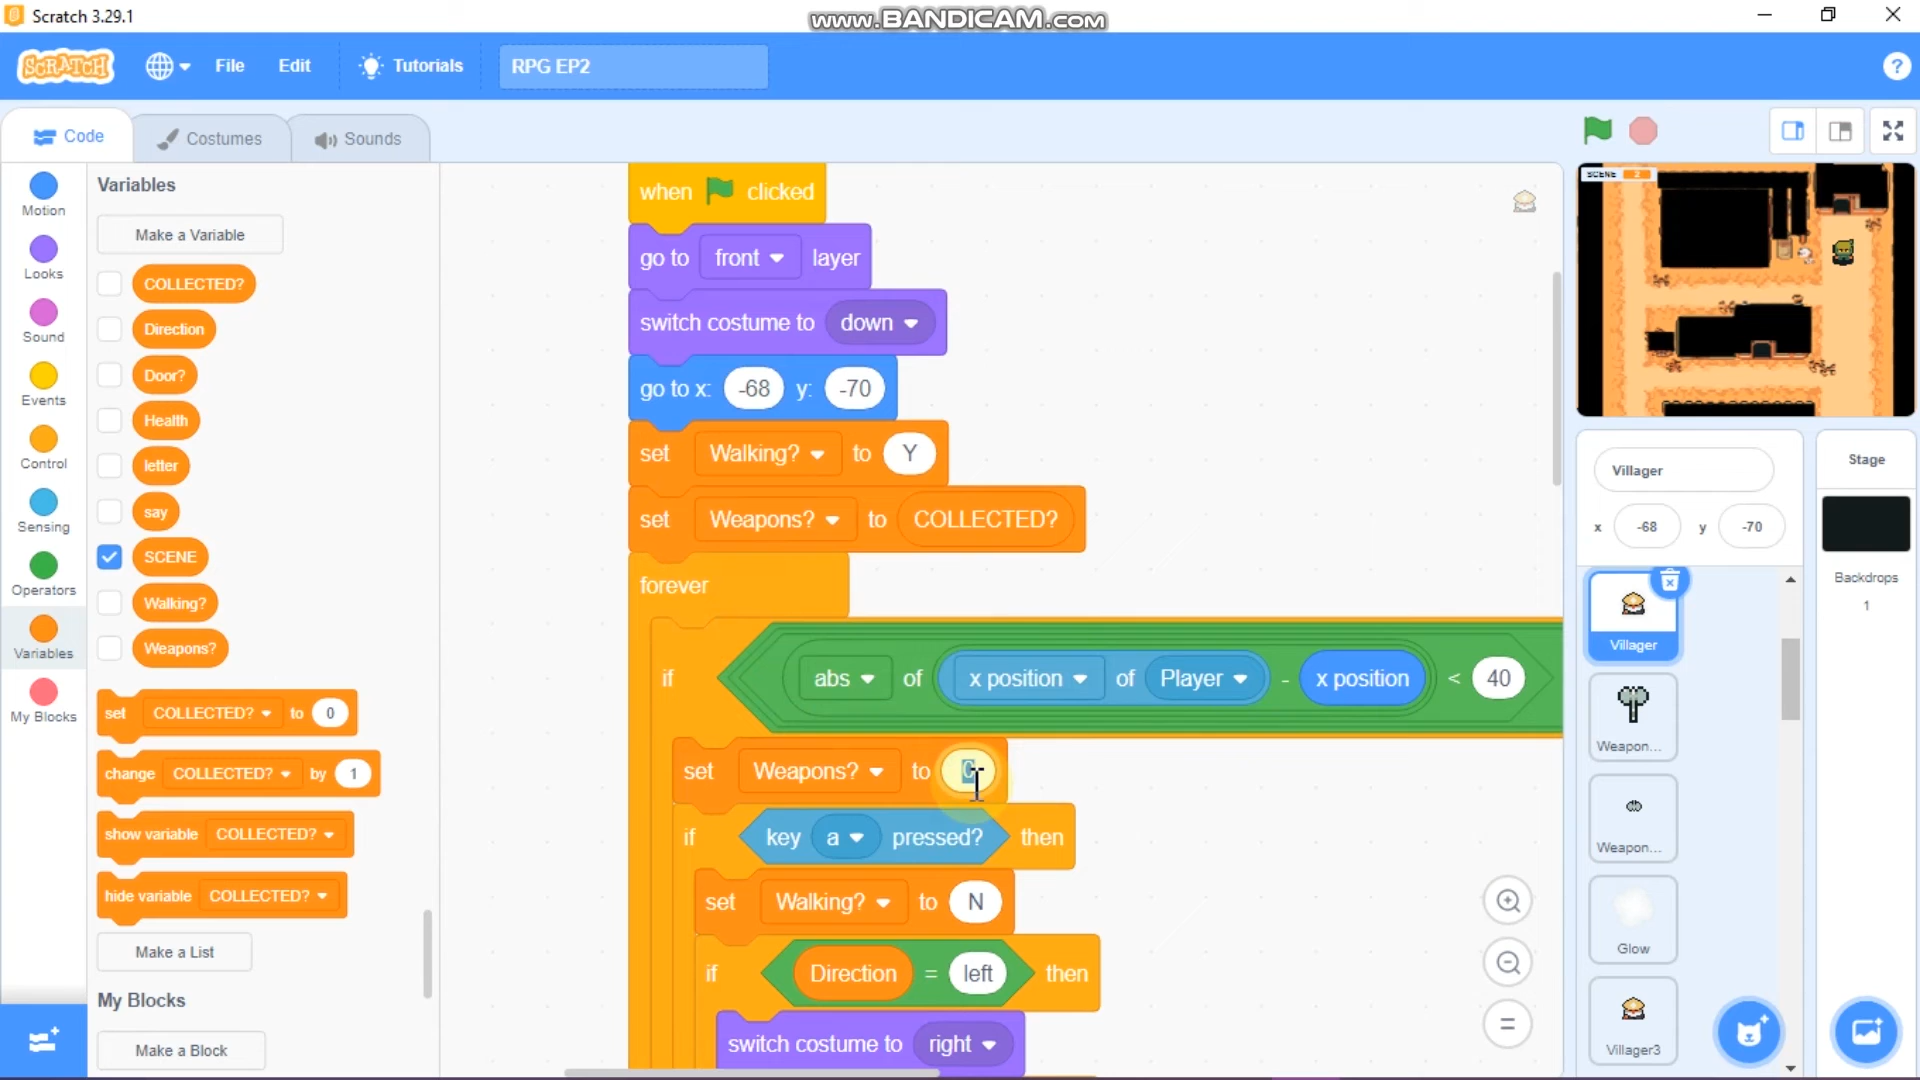 Scratch 3.29.1
www.BANDICAM.com
SCRATCH
File
Edit
Tutorials
RPG EP2
?
Code
Costumes
Sounds
Motion
Looks
Sound
Events
Control
Sensing
Operators
Variables
My Blocks
Variables
Make a Variable
COLLECTED?
Direction
Door?
Health
letter
say
SCENE
Walking?
Weapons?
set COLLECTED? to 0
change COLLECTED? by 1
show variable COLLECTED?
hide variable COLLECTED?
Make a List
My Blocks
Make a Block
when clicked
go to front layer
switch costume to down
go to x: -68 y: -70
set Walking? to Y
set Weapons? to COLLECTED?
forever
if abs of x position of Player - x position < 40
set Weapons? to
if key a pressed? then
set Walking? to N
if Direction = left then
switch costume to right
SCENE 2
Villager
x -68 y -70
Villager
Weapon...
Weapon...
Glow
Villager3
Stage
Backdrops
1